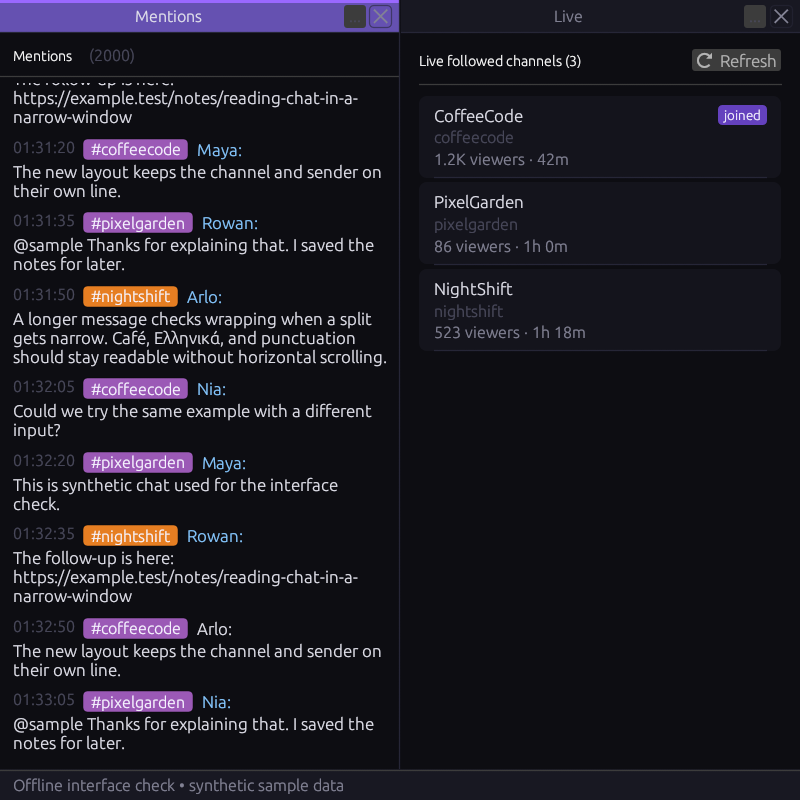 Mentions
...
Mentions (2000)
The follow-up is here:
https://example.test/notes/reading-chat-in-a-
narrow-window
01:31:20 #coffeecode Maya:
The new layout keeps the channel and sender on
their own line.
01:31:35 #pixelgarden Rowan:
@sample Thanks for explaining that. I saved the
notes for later.
01:31:50 #nightshift Arlo:
A longer message checks wrapping when a split
gets narrow. Café, Ελληνικά, and punctuation
should stay readable without horizontal scrolling.
01:32:05 #coffeecode Nia:
Could we try the same example with a different
input?
01:32:20 #pixelgarden Maya:
This is synthetic chat used for the interface
check.
01:32:35 #nightshift Rowan:
The follow-up is here:
https://example.test/notes/reading-chat-in-a-
narrow-window
01:32:50 #coffeecode Arlo:
The new layout keeps the channel and sender on
their own line.
01:33:05 #pixelgarden Nia:
@sample Thanks for explaining that. I saved the
notes for later.
Live
...
Live followed channels (3)
Refresh
CoffeeCode
joined
coffeecode
1.2K viewers · 42m
PixelGarden
pixelgarden
86 viewers · 1h 0m
NightShift
nightshift
523 viewers · 1h 18m
Offline interface check • synthetic sample data